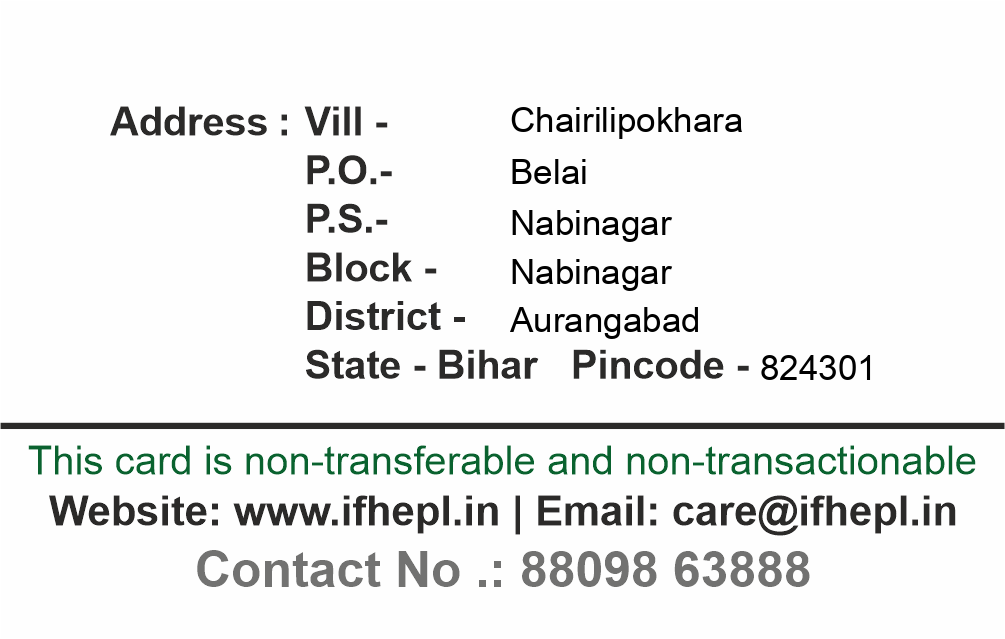 Address : Vill - Chairilipokhara
P.O.- Belai
P.S.- Nabinagar
Block - Nabinagar
District - Aurangabad
State - Bihar Pincode - 824301
This card is non-transferable and non-transactionable
Website: www.ifhepl.in | Email: care@ifhepl.in
Contact No .: 88098 63888